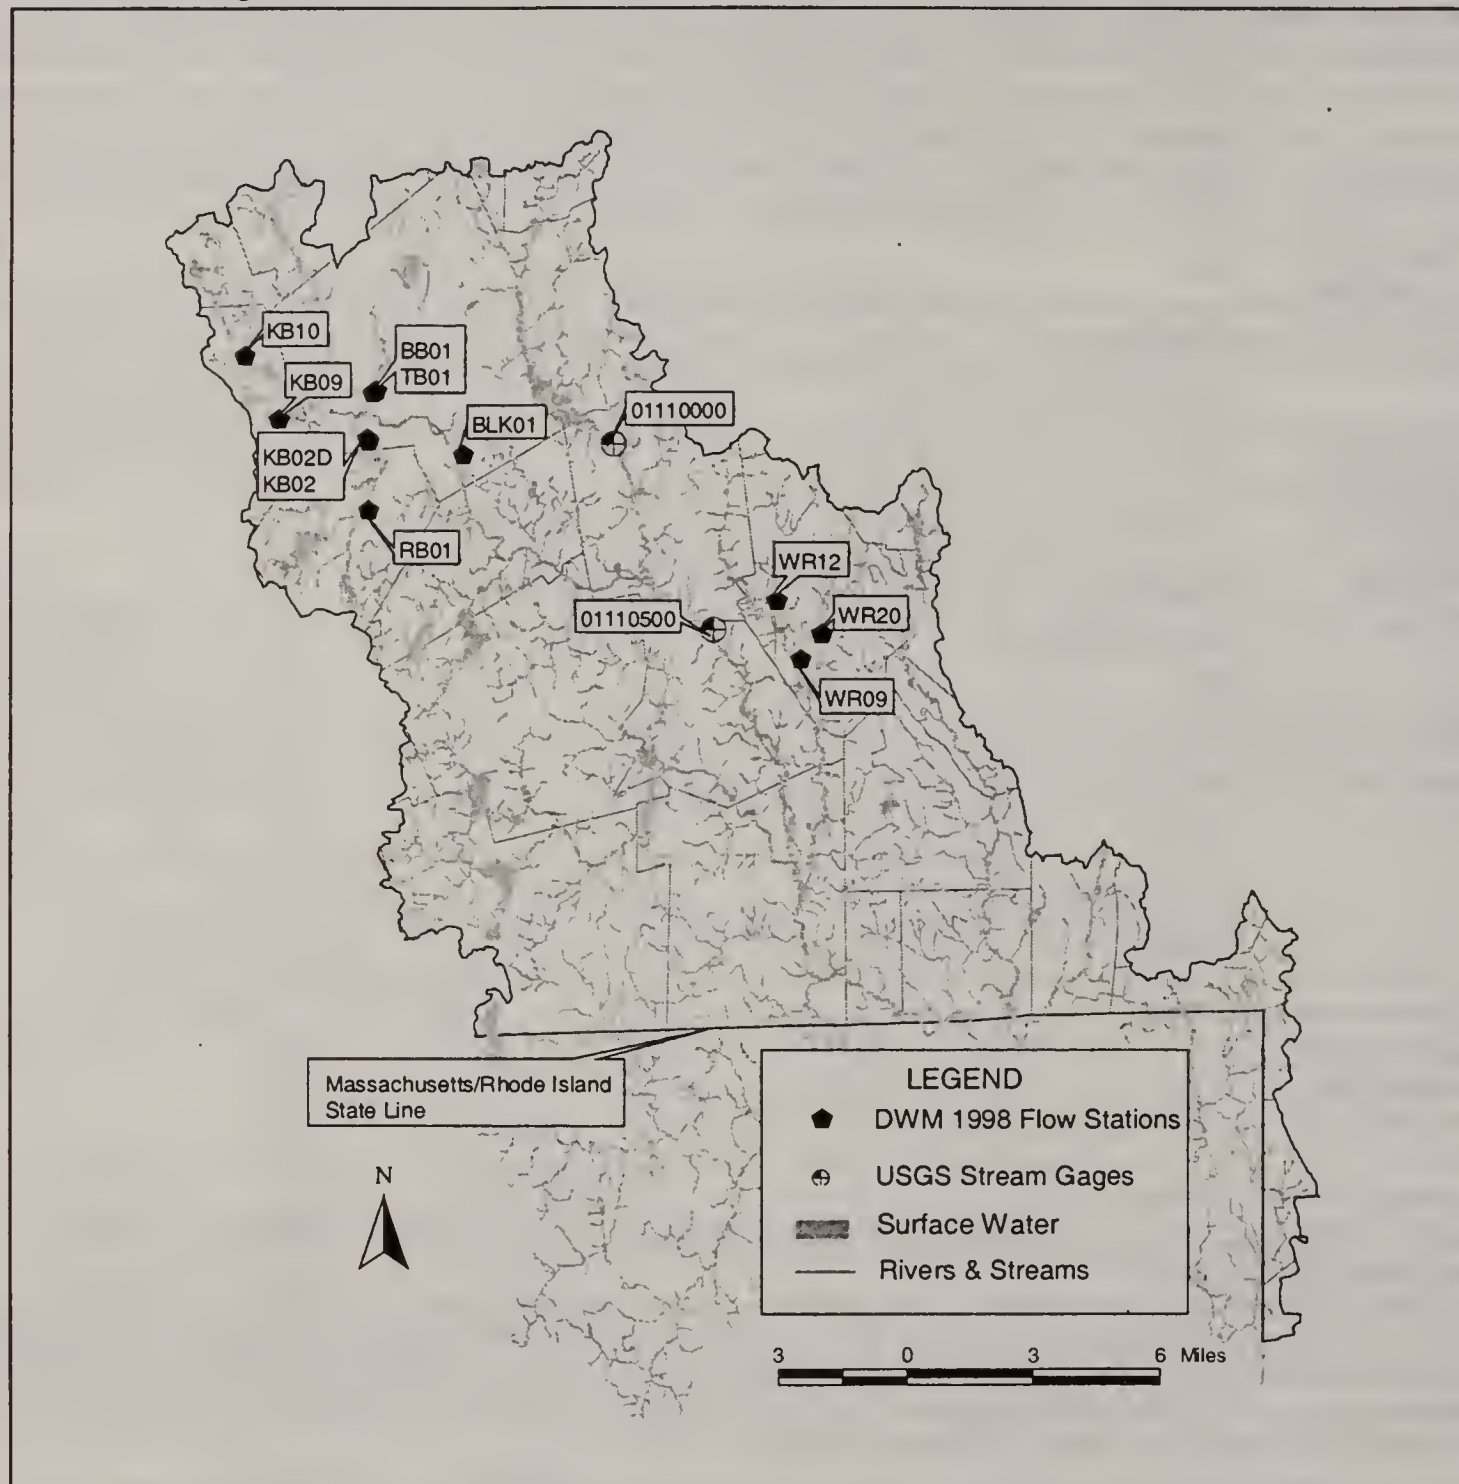 KB10
BB01
TB01
KB09
01110000
BLK01
KB02D
KB02
RB01
WR12
01110500
WR20
WR09
Massachusetts/Rhode Island
State Line
LEGEND
DWM 1998 Flow Stations
USGS Stream Gages
Surface Water
Rivers & Streams
N
3 0 3 6 Miles